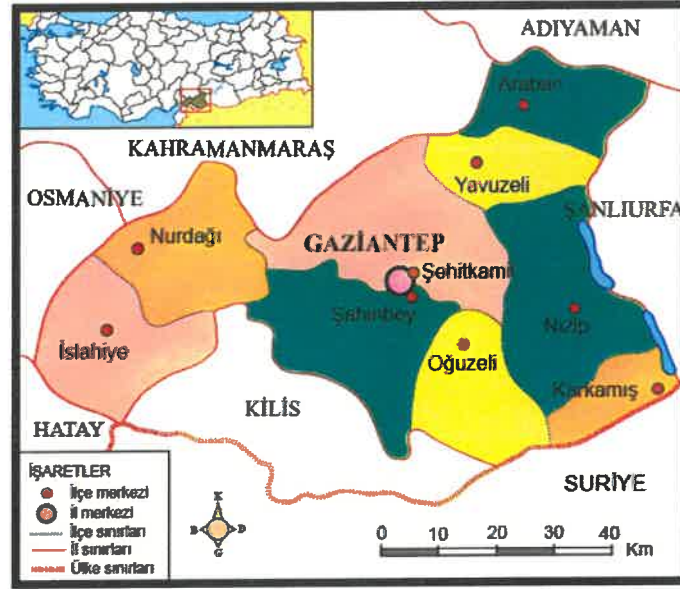 ADIYAMAN
Araban
KAHRAMANMARAŞ
Yavuzeli
OSMANİYE
ŞANLIURFA
Nurdağı
GAZİANTEP
Şehitkamil
Şahinbey
Nizip
İslahiye
Oğuzeli
Karkamış
KİLİS
HATAY
SURİYE
İŞARETLER
İlçe merkezi
İl merkezi
İlçe sınırları
İl sınırları
Ülke sınırları
K
B D
G
0 10 20 30 40
Km